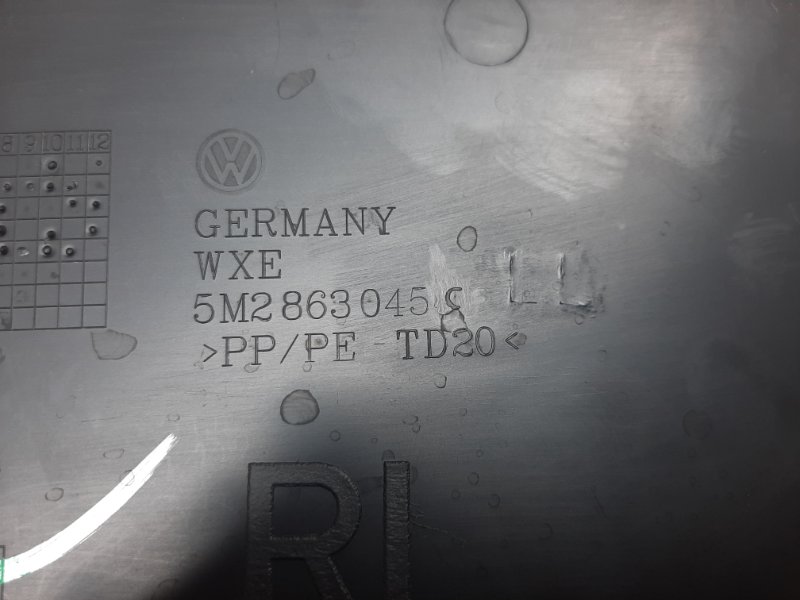 8 9 10 11 12
GERMANY
WXE
5M2 863 045 C
>PP/PE - TD20<
RI